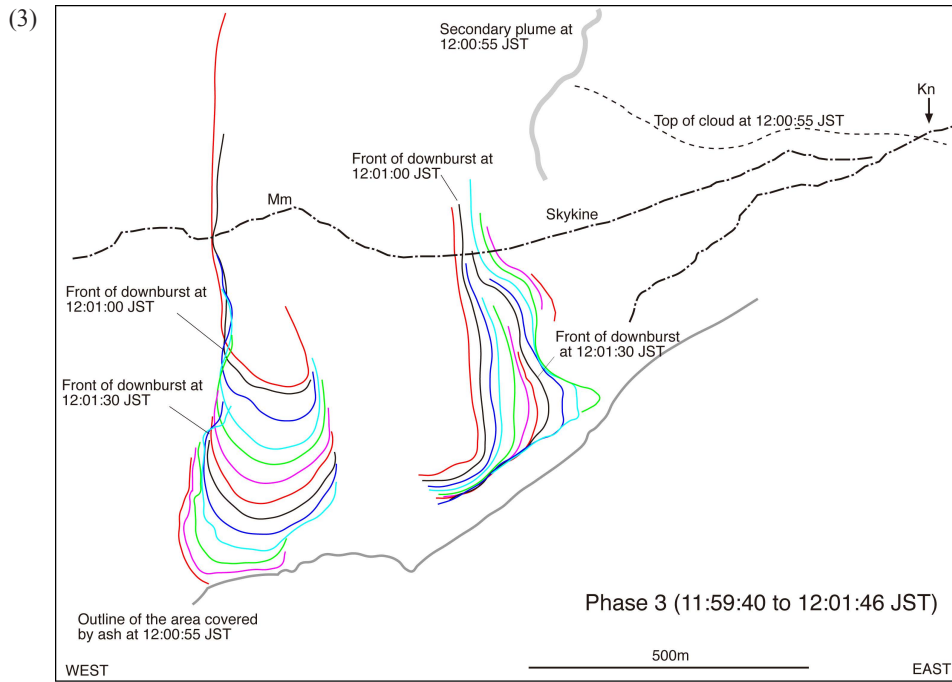 (3)
Secondary plume at
12:00:55 JST
Kn
Top of cloud at 12:00:55 JST
Front of downburst at
12:01:00 JST
Mm
Skykine
Front of downburst at
12:01:00 JST
Front of downburst
at 12:01:30 JST
Front of downburst at
12:01:30 JST
Phase 3 (11:59:40 to 12:01:46 JST)
Outline of the area covered
by ash at 12:00:55 JST
500m
WEST
EAST